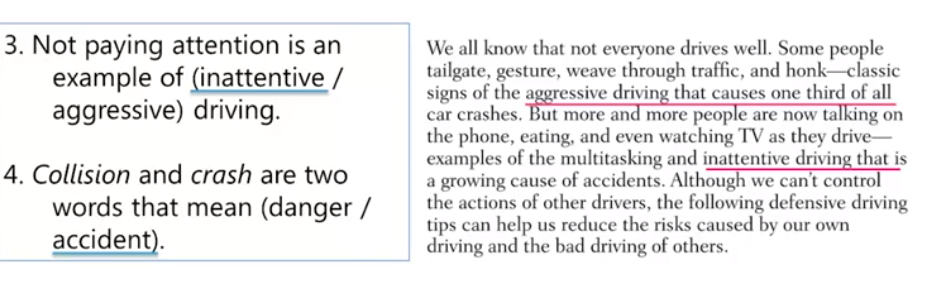 3. Not paying attention is an
example of (inattentive /
aggressive) driving.
4. Collision and crash are two
words that mean (danger /
accident).
We all know that not everyone drives well. Some people
tailgate, gesture, weave through traffic, and honk—classic
signs of the aggressive driving that causes one third of all
car crashes. But more and more people are now talking on
the phone, eating, and even watching TV as they drive—
examples of the multitasking and inattentive driving that is
a growing cause of accidents. Although we can't control
the actions of other drivers, the following defensive driving
tips can help us reduce the risks caused by our own
driving and the bad driving of others.